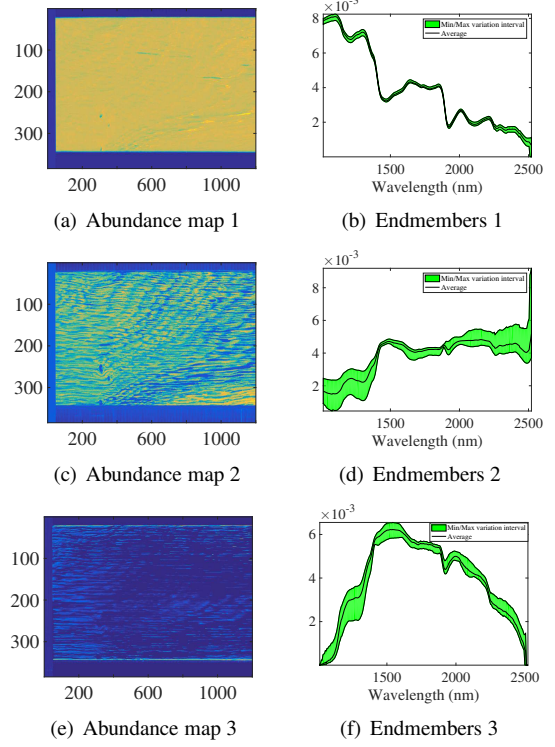 ×10⁻³
8
6
4
2
Min/Max variation interval
Average
100
200
300
200 600 1000
1500 2000 2500
Wavelength (nm)
(a) Abundance map 1
(b) Endmembers 1
×10⁻³
8
6
4
2
Min/Max variation interval
Average
100
200
300
200 600 1000
1500 2000 2500
Wavelength (nm)
(c) Abundance map 2
(d) Endmembers 2
×10⁻³
6
4
2
Min/Max variation interval
Average
100
200
300
200 600 1000
1500 2000 2500
Wavelength (nm)
(e) Abundance map 3
(f) Endmembers 3